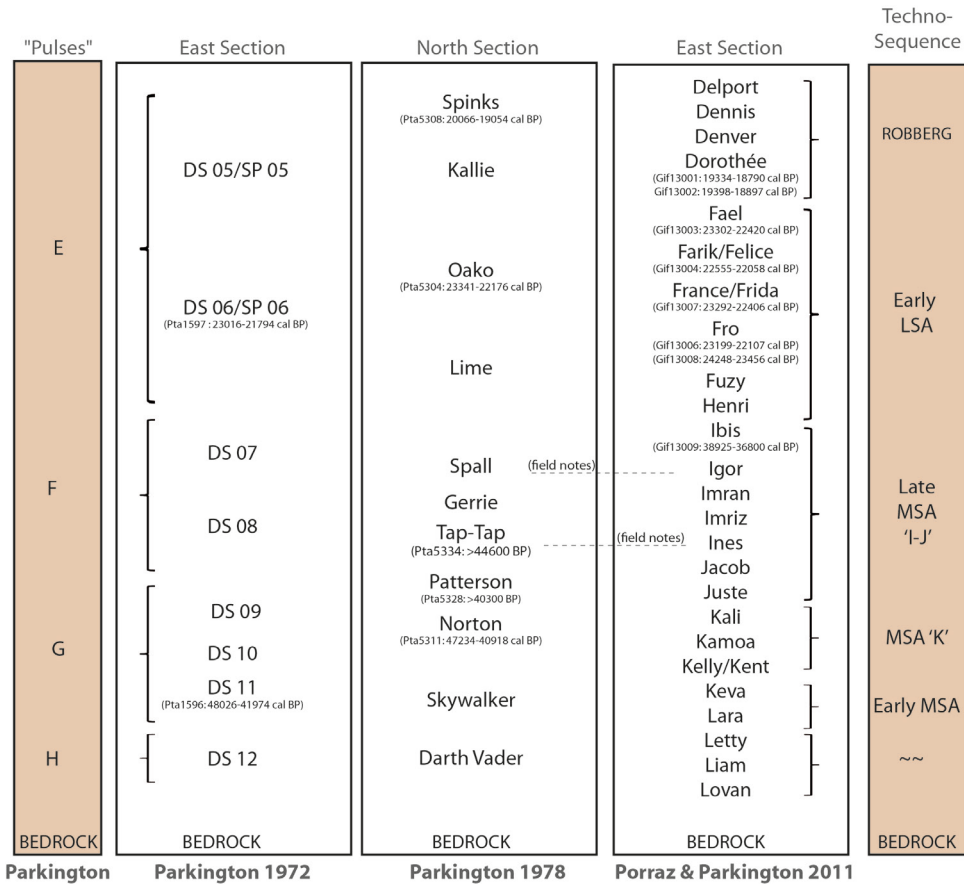 "Pulses"
E
F
G
H
BEDROCK
Parkington
East Section
DS 05/SP 05
DS 06/SP 06
(Pta1597 : 23016-21794 cal BP)
DS 07
DS 08
DS 09
DS 10
DS 11
(Pta1596: 48026-41974 cal BP)
DS 12
BEDROCK
Parkington 1972
North Section
Spinks
(Pta5308: 20066-19054 cal BP)
Kallie
Oako
(Pta5304: 23341-22176 cal BP)
Lime
Spall
(field notes)
Gerrie
Tap-Tap
(field notes)
(Pta5334: >44600 BP)
Patterson
(Pta5328: >40300 BP)
Norton
(Pta5311: 47234-40918 cal BP)
Skywalker
Darth Vader
BEDROCK
Parkington 1978
East Section
Delport
Dennis
Denver
Dorothée
(Gif13001: 19334-18790 cal BP)
Gif13002: 19398-18897 cal BP)
Fael
(Gif13003: 23302-22420 cal BP)
Farik/Felice
(Gif13004: 22555-22058 cal BP)
France/Frida
(Gif13007: 23292-22406 cal BP)
Fro
(Gif13006: 23199-22107 cal BP)
(Gif13008: 24248-23456 cal BP)
Fuzy
Henri
Ibis
(Gif13009: 38925-36800 cal BP)
Igor
Imran
Imriz
Ines
Jacob
Juste
Kali
Kamoa
Kelly/Kent
Keva
Lara
Letty
Liam
Lovan
BEDROCK
Porraz & Parkington 2011
Techno-
Sequence
ROBBERG
Early
LSA
Late
MSA
'I-J'
MSA 'K'
Early MSA
~~
BEDROCK